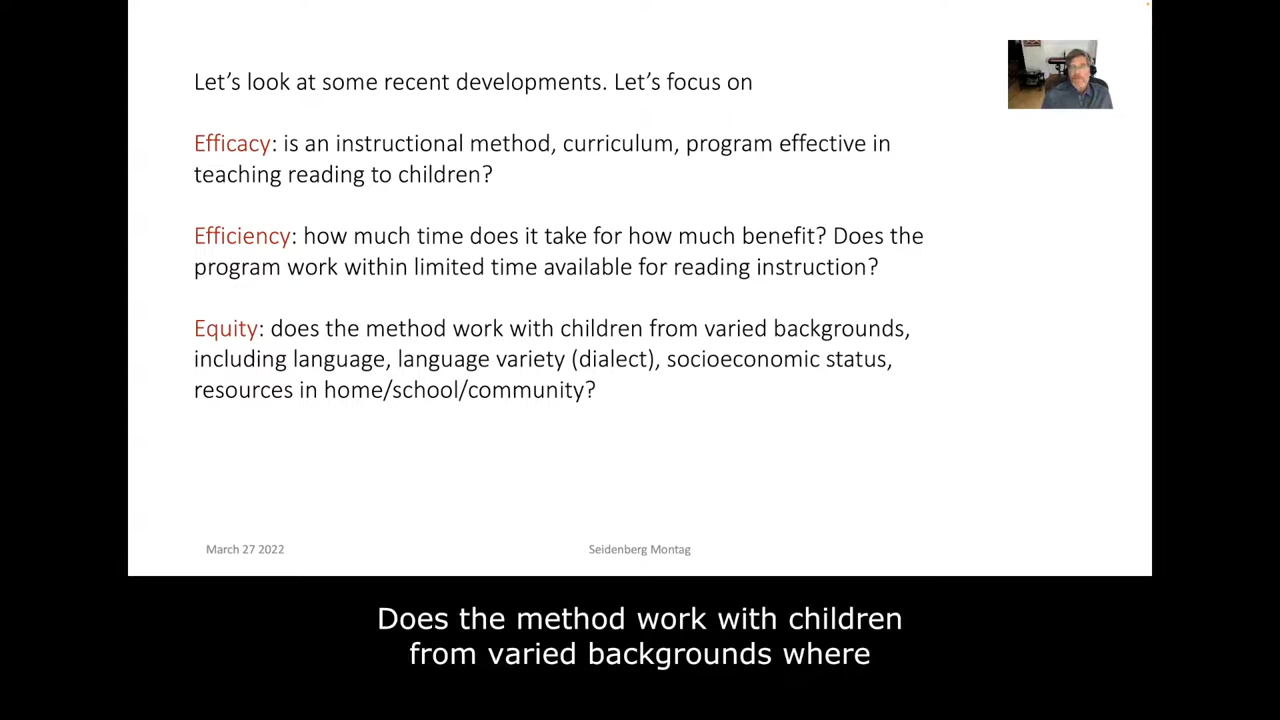 Let’s look at some recent developments. Let’s focus on
Efficacy: is an instructional method, curriculum, program effective in
teaching reading to children?
Efficiency: how much time does it take for how much benefit? Does the
program work within limited time available for reading instruction?
Equity: does the method work with children from varied backgrounds,
including language, language variety (dialect), socioeconomic status,
resources in home/school/community?
March 27 2022
Seidenberg Montag
Does the method work with children
from varied backgrounds where